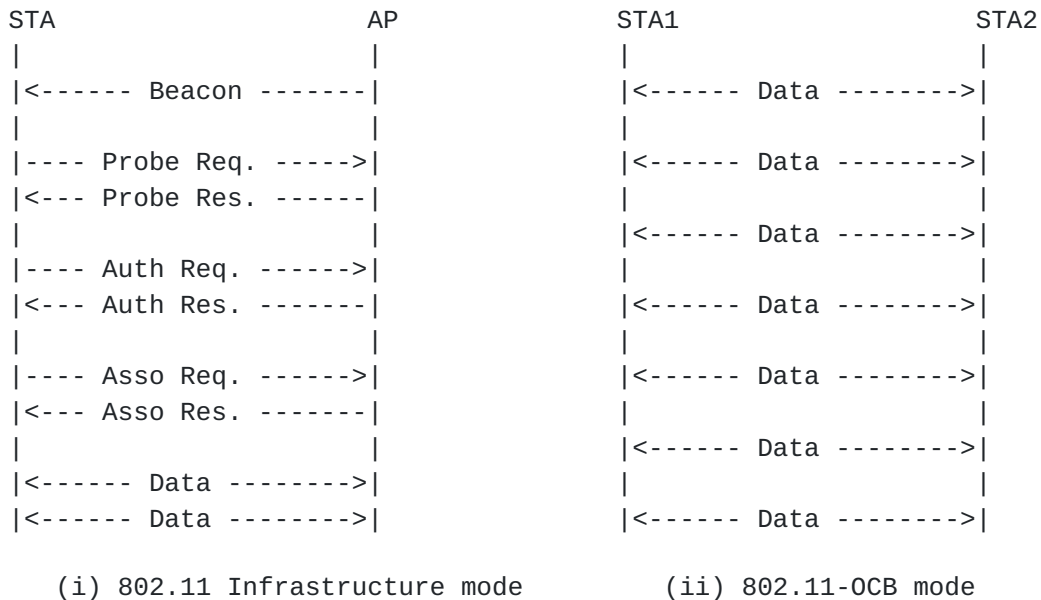 STA                    AP              STA1                   STA2
|                      |               |                      |
|<------ Beacon -------|               |<------ Data -------->|
|                      |               |                      |
|---- Probe Req. ----->|               |<------ Data -------->|
|<--- Probe Res. ------|               |                      |
|                      |               |<------ Data -------->|
|---- Auth Req. ------>|               |                      |
|<--- Auth Res. -------|               |<------ Data -------->|
|                      |               |                      |
|---- Asso Req. ------>|               |<------ Data -------->|
|<--- Asso Res. -------|               |                      |
|                      |               |<------ Data -------->|
|<------ Data -------->|               |                      |
|<------ Data -------->|               |<------ Data -------->|
(i) 802.11 Infrastructure mode         (ii) 802.11-OCB mode